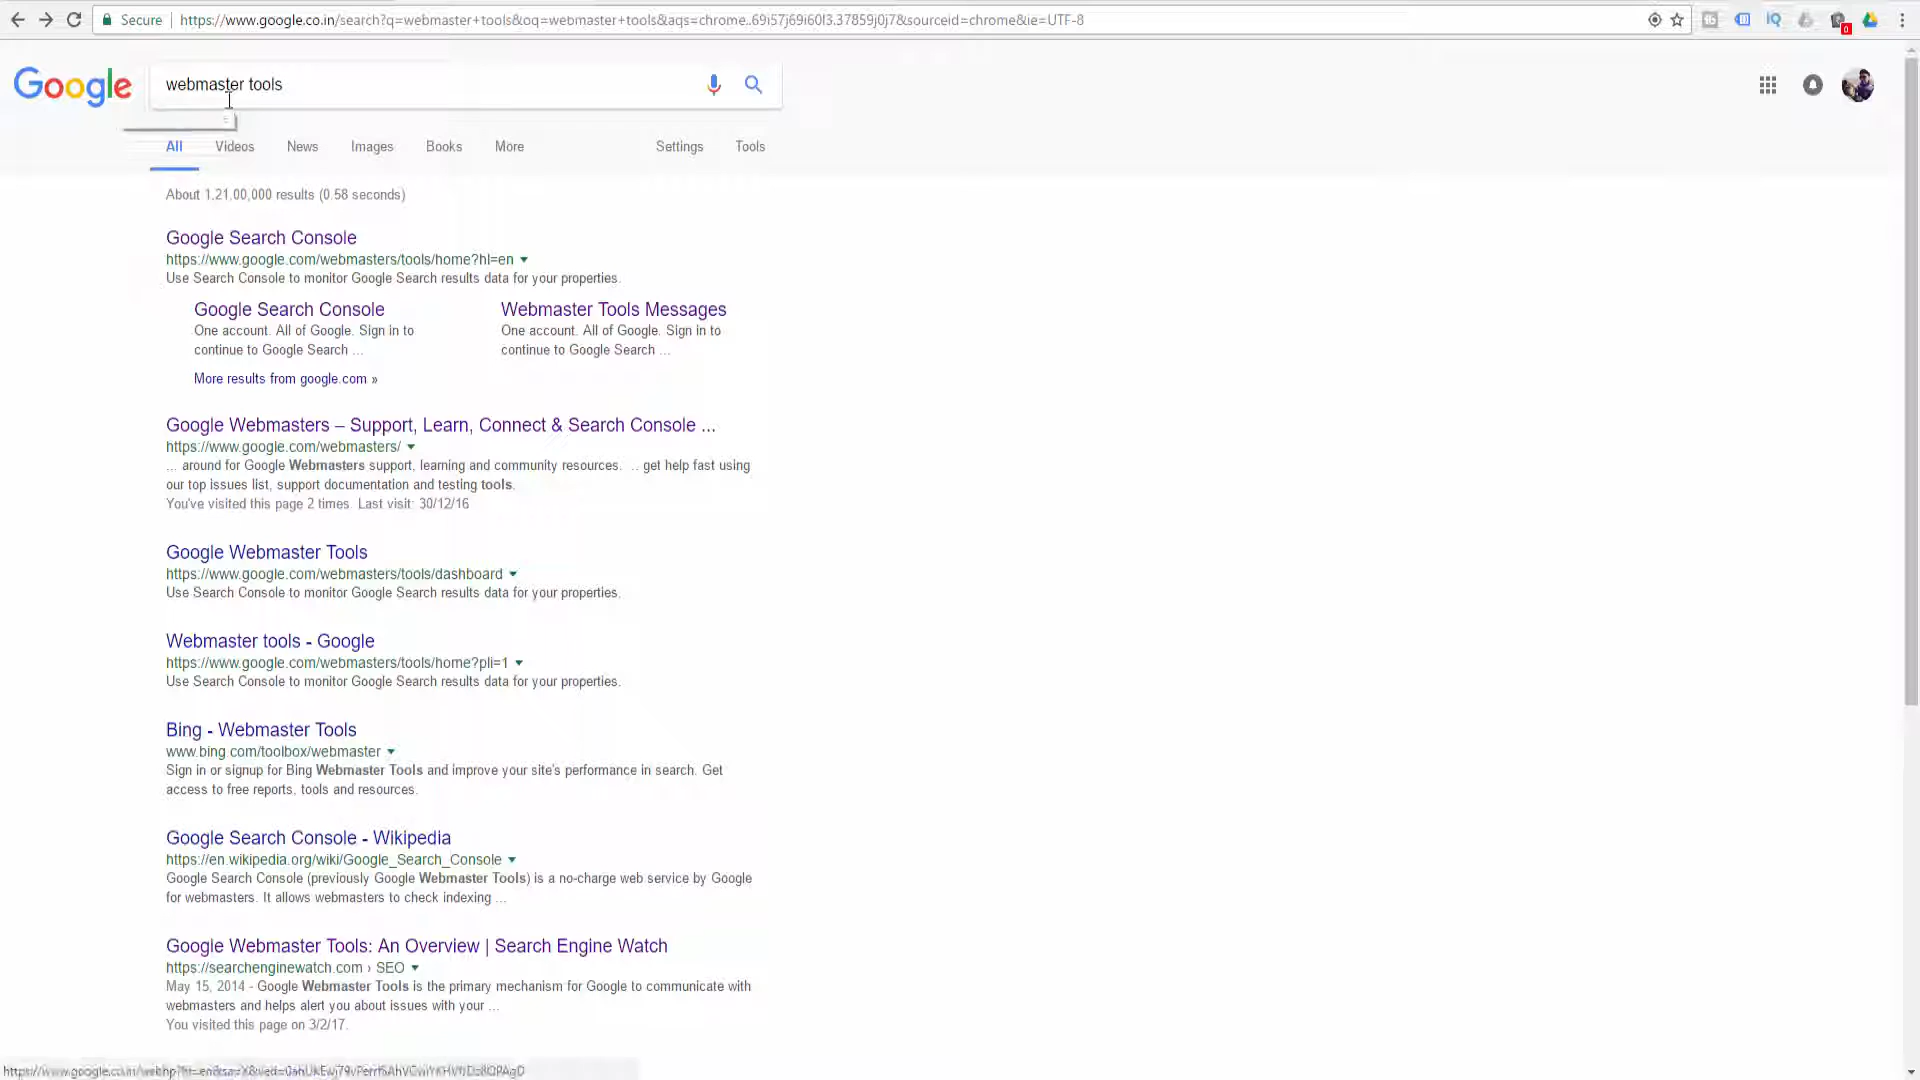 Secure
https://www.google.co.in/search?q=webmaster+tools&oq=webmaster+tools&aqs=chrome..69i57j69i60l3.37859j0j7&sourceid=chrome&ie=UTF-8
Google
webmaster tools
All Videos News Images Books More Settings Tools
About 1,21,00,000 results (0.58 seconds)
Google Search Console
https://www.google.com/webmasters/tools/home?hl=en
Use Search Console to monitor Google Search results data for your properties.
Google Search Console
One account. All of Google. Sign in to
continue to Google Search ...
Webmaster Tools Messages
One account. All of Google. Sign in to
continue to Google Search ...
More results from google.com »
Google Webmasters – Support, Learn, Connect & Search Console ...
https://www.google.com/webmasters/
... around for Google Webmasters support, learning and community resources. ... get help fast using
our top issues list, support documentation and testing tools.
You've visited this page 2 times. Last visit: 30/12/16
Google Webmaster Tools
https://www.google.com/webmasters/tools/dashboard
Use Search Console to monitor Google Search results data for your properties.
Webmaster tools - Google
https://www.google.com/webmasters/tools/home?pli=1
Use Search Console to monitor Google Search results data for your properties.
Bing - Webmaster Tools
www.bing.com/toolbox/webmaster
Sign in or signup for Bing Webmaster Tools and improve your site's performance in search. Get
access to free reports, tools and resources.
Google Search Console - Wikipedia
https://en.wikipedia.org/wiki/Google_Search_Console
Google Search Console (previously Google Webmaster Tools) is a no-charge web service by Google
for webmasters. It allows webmasters to check indexing ...
Google Webmaster Tools: An Overview | Search Engine Watch
https://searchenginewatch.com › SEO
May 15, 2014 - Google Webmaster Tools is the primary mechanism for Google to communicate with
webmasters and helps alert you about issues with your ...
You visited this page on 3/2/17.